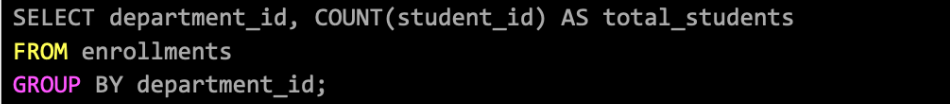 SELECT department_id, COUNT(student_id) AS total_students
FROM enrollments
GROUP BY department_id;